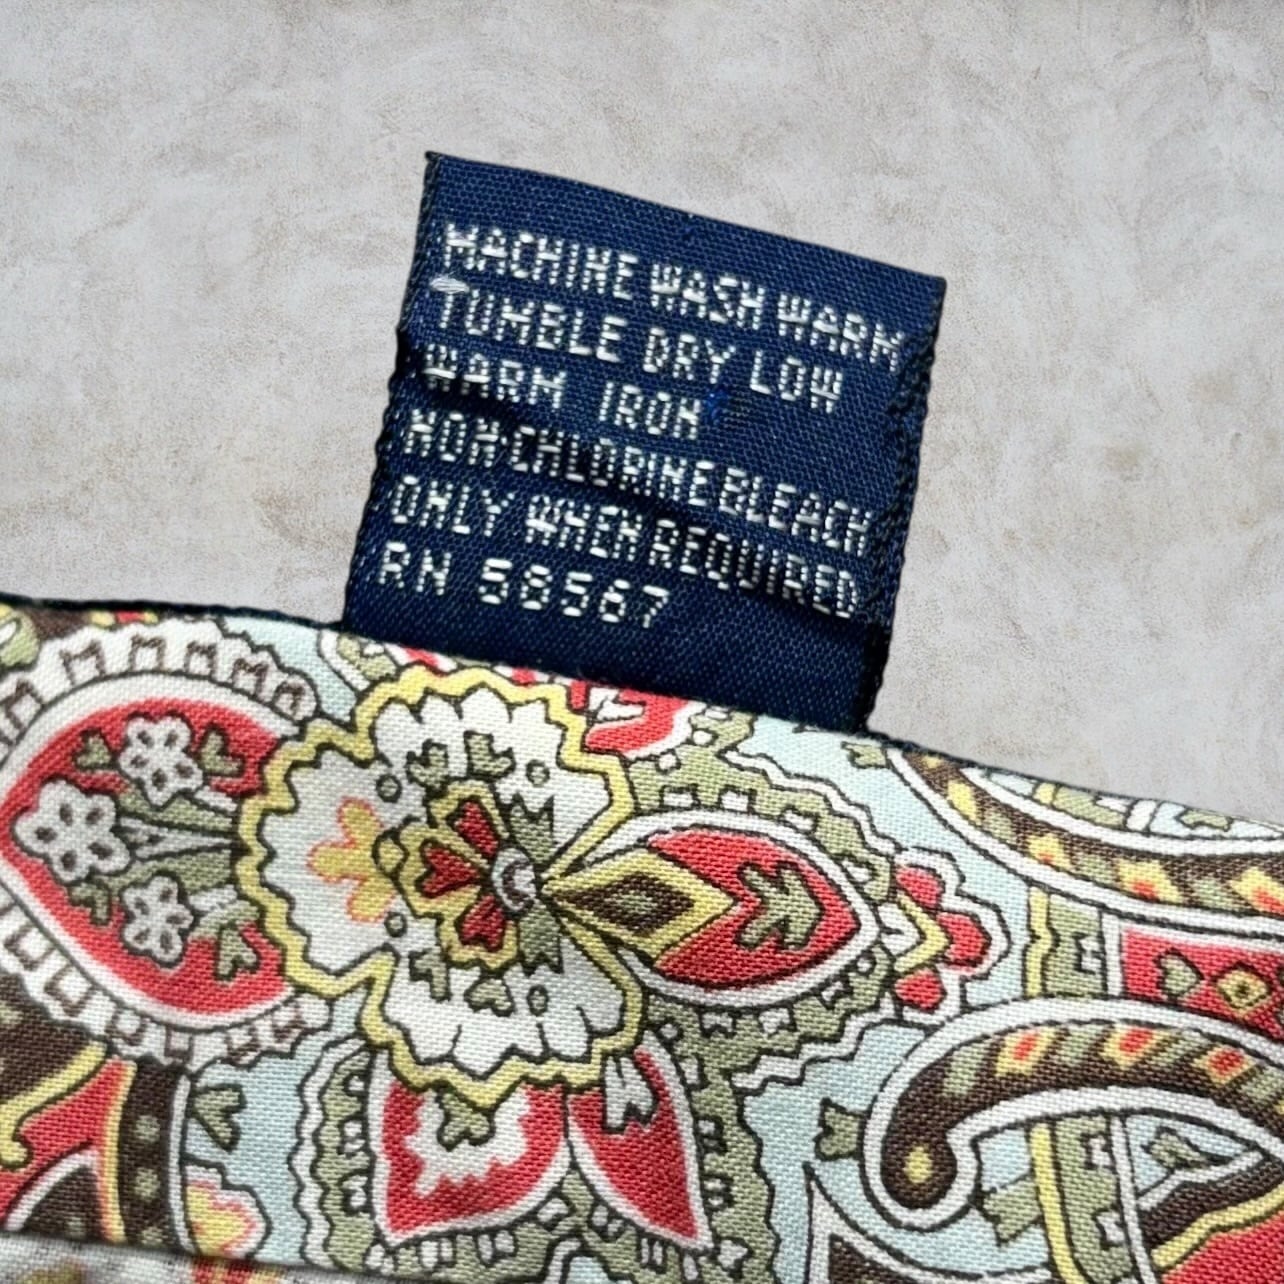 MACHINE WASH WARM
TUMBLE DRY LOW
WARM IRON
NON-CHLORINE BLEACH
ONLY WHEN REQUIRED
RN 58567